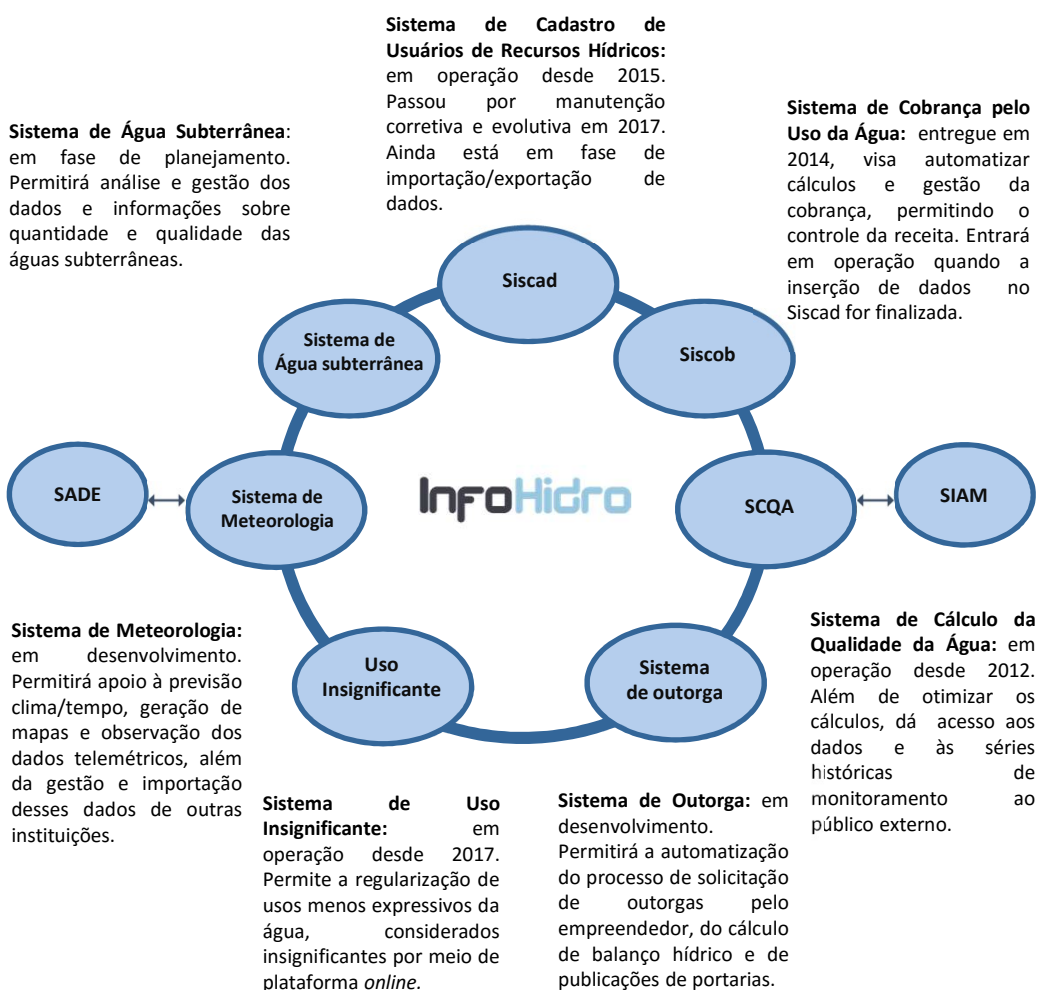 Sistema de Cadastro de
Usuários de Recursos Hídricos:
em operação desde 2015.
Passou por manutenção
corretiva e evolutiva em 2017.
Ainda está em fase de
importação/exportação de
dados.
Sistema de Água Subterrânea:
em fase de planejamento.
Permitirá análise e gestão dos
dados e informações sobre
quantidade e qualidade das
águas subterrâneas.
Sistema de Cobrança pelo
Uso da Água: entregue em
2014, visa automatizar
cálculos e gestão da
cobrança, permitindo o
controle da receita. Entrará
em operação quando a
inserção de dados no
Siscad for finalizada.
Siscad
Sistema de
Água subterrânea
Siscob
SADE
Sistema de
Meteorologia
InfoHidro
SCQA
SIAM
Uso
Insignificante
Sistema
de outorga
Sistema de Meteorologia:
em desenvolvimento.
Permitirá apoio à previsão
clima/tempo, geração de
mapas e observação dos
dados telemétricos, além
da gestão e importação
desses dados de outras
instituições.
Sistema de Uso
Insignificante: em
operação desde 2017.
Permite a regularização de
usos menos expressivos da
água, considerados
insignificantes por meio de
plataforma online.
Sistema de Outorga: em
desenvolvimento.
Permitirá a automatização
do processo de solicitação
de outorgas pelo
empreendedor, do cálculo
de balanço hídrico e de
publicações de portarias.
Sistema de Cálculo da
Qualidade da Água: em
operação desde 2012.
Além de otimizar os
cálculos, dá acesso aos
dados e às séries
históricas de
monitoramento ao
público externo.